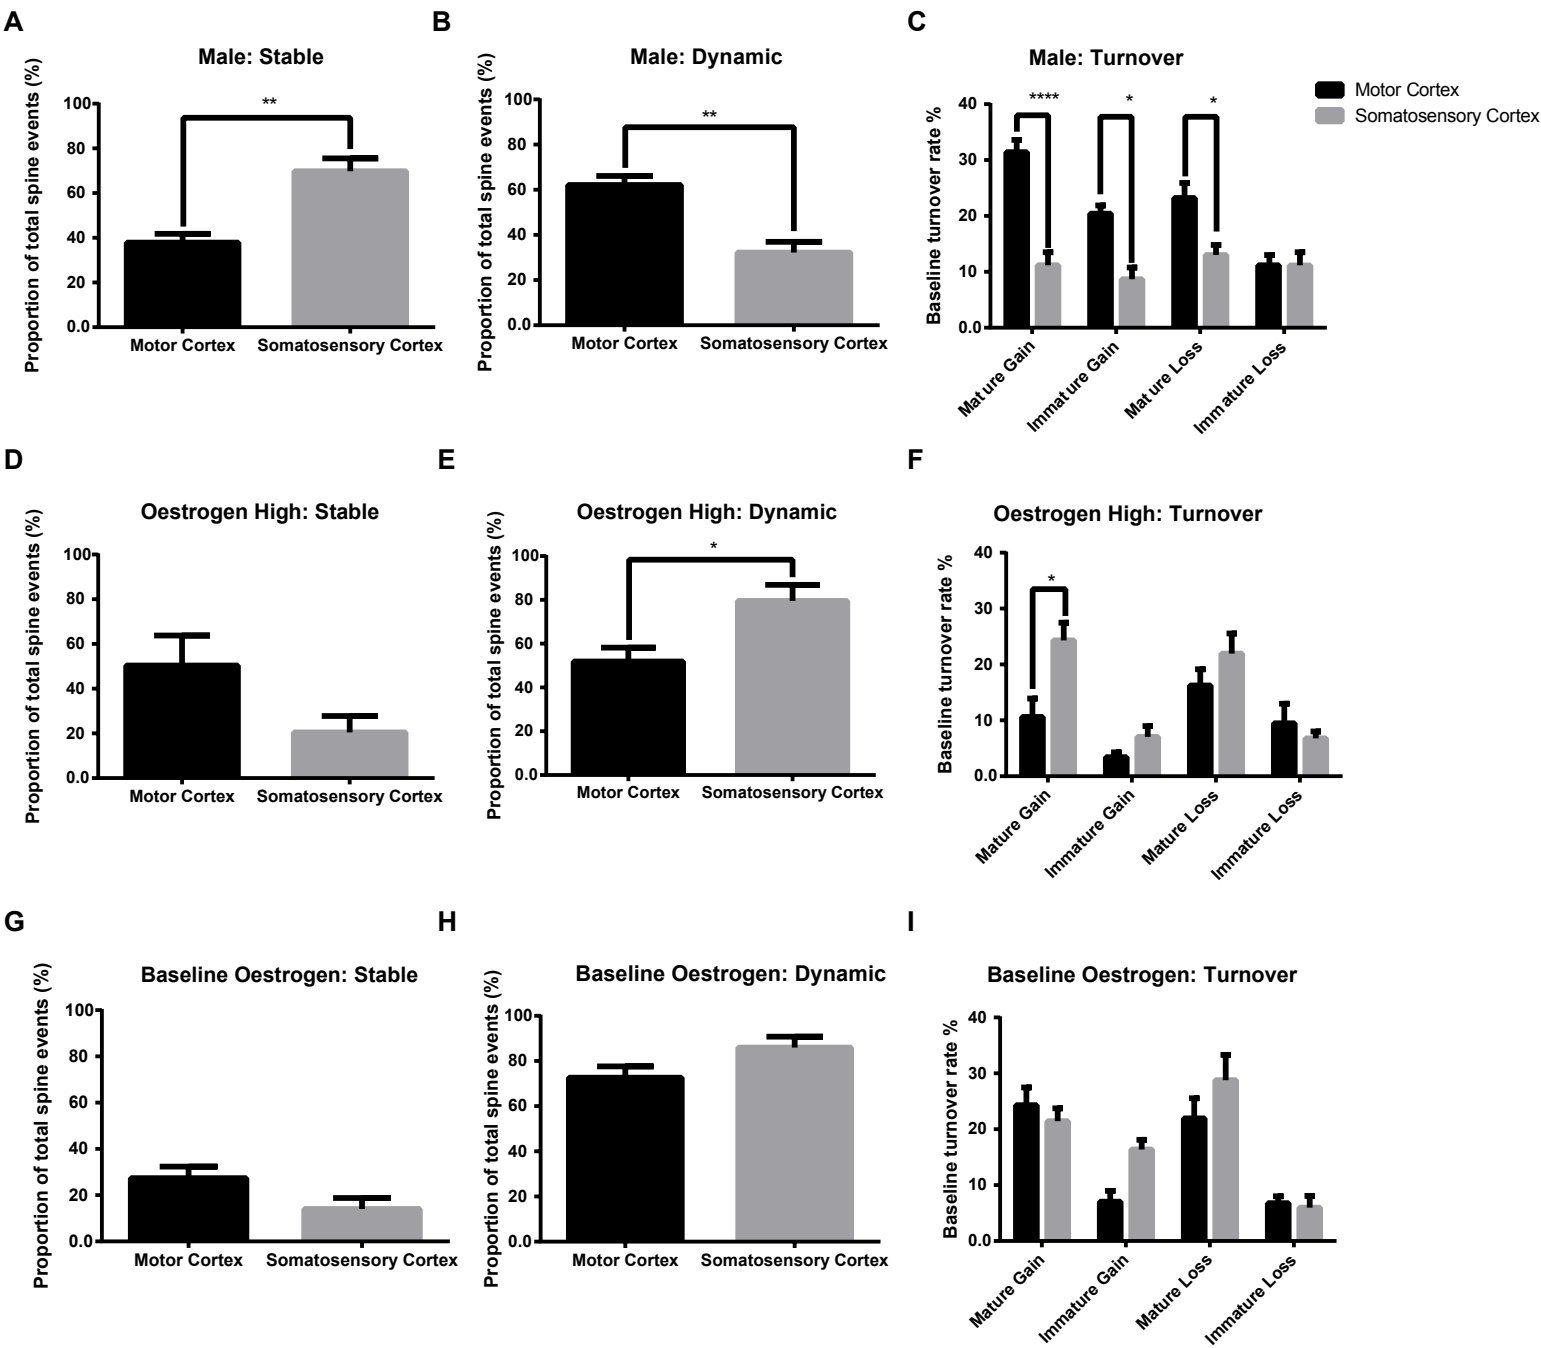 A
B
C
Male: Stable
Male: Dynamic
Male: Turnover
Motor Cortex
Somatosensory Cortex
Proportion of total spine events (%)
100
80
60
40
20
0.0
**
Motor Cortex
Somatosensory Cortex
Proportion of total spine events (%)
100
80
60
40
20
0.0
**
Motor Cortex
Somatosensory Cortex
Baseline turnover rate %
40
30
20
10
0.0
****
*
*
Mature Gain
Immature Gain
Mature Loss
Immature Loss
D
E
F
Oestrogen High: Stable
Oestrogen High: Dynamic
Oestrogen High: Turnover
Proportion of total spine events (%)
100
80
60
40
20
0.0
Motor Cortex
Somatosensory Cortex
Proportion of total spine events (%)
100
80
60
40
20
0.0
*
Motor Cortex
Somatosensory Cortex
Baseline turnover rate %
40
30
20
10
0.0
*
Mature Gain
Immature Gain
Mature Loss
Immature Loss
G
H
I
Baseline Oestrogen: Stable
Baseline Oestrogen: Dynamic
Baseline Oestrogen: Turnover
Proportion of total spine events (%)
100
80
60
40
20
0.0
Motor Cortex
Somatosensory Cortex
Proportion of total spine events (%)
100
80
60
40
20
0.0
Motor Cortex
Somatosensory Cortex
Baseline turnover rate %
40
30
20
10
0.0
Mature Gain
Immature Gain
Mature Loss
Immature Loss